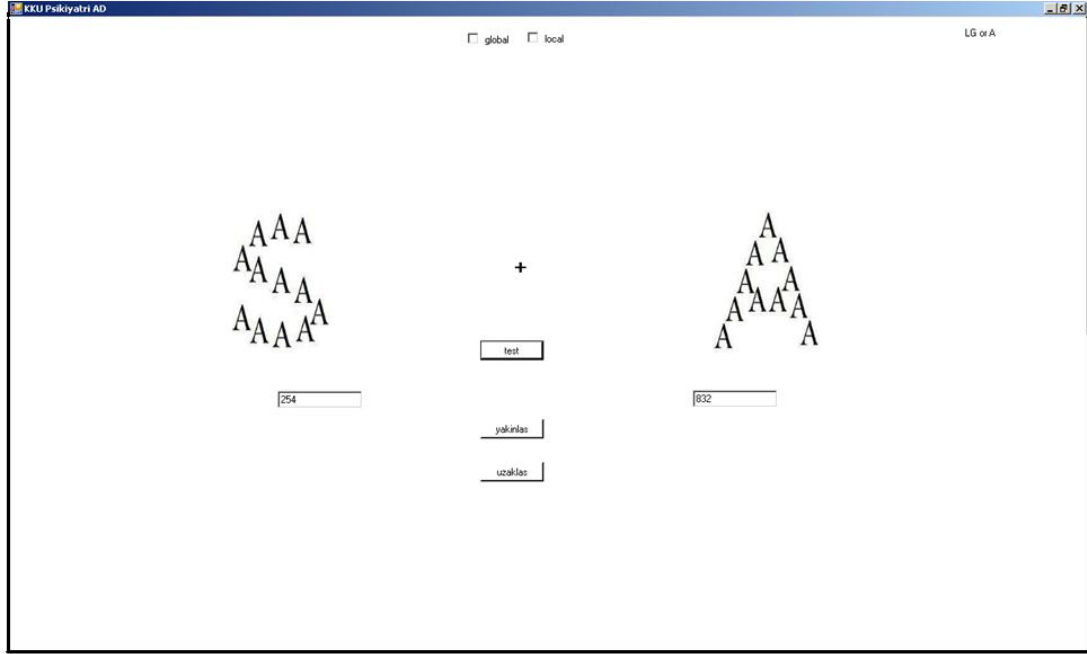 KKU Psikiyatri AD
global local
LG or A
A A A
A A A A
A A A A A
A
A A
A A
A A A A
A A
+
test
254
832
yakinlas
uzaklas